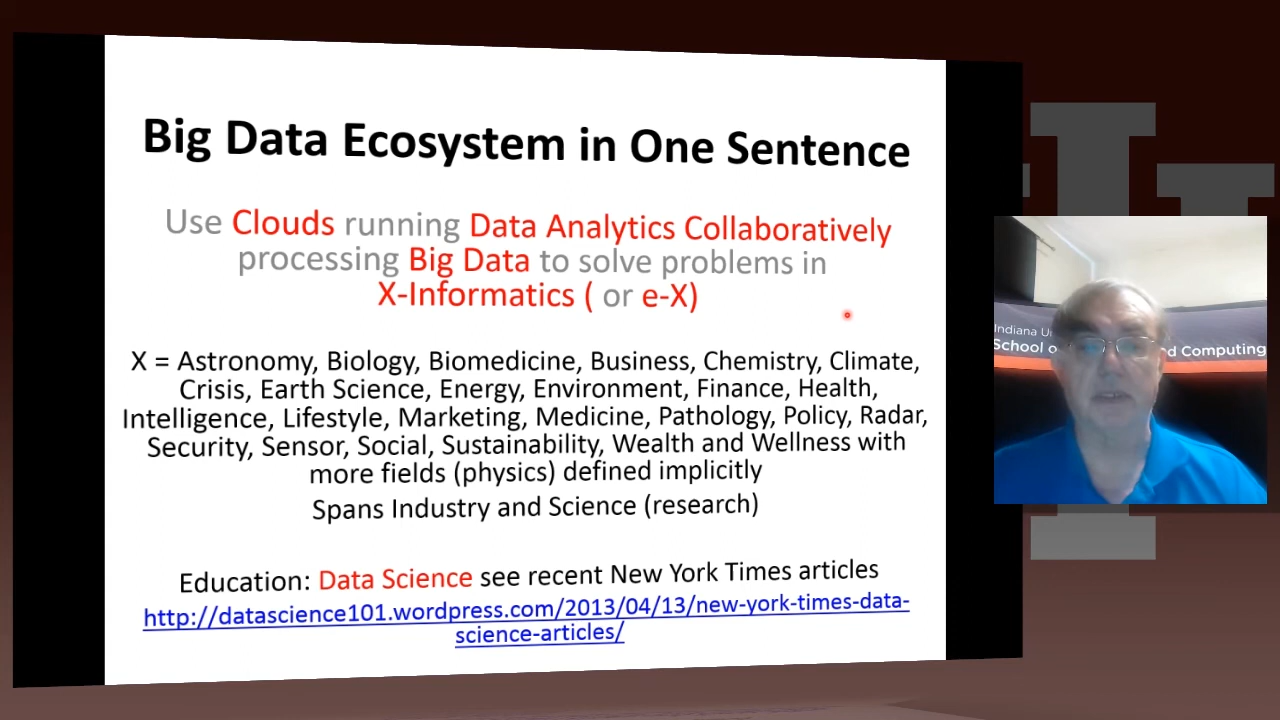 Big Data Ecosystem in One Sentence
Use Clouds running Data Analytics Collaboratively
processing Big Data to solve problems in
X-Informatics ( or e-X)
X = Astronomy, Biology, Biomedicine, Business, Chemistry, Climate,
Crisis, Earth Science, Energy, Environment, Finance, Health,
Intelligence, Lifestyle, Marketing, Medicine, Pathology, Policy, Radar,
Security, Sensor, Social, Sustainability, Wealth and Wellness with
more fields (physics) defined implicitly
Spans Industry and Science (research)
Education: Data Science see recent New York Times articles
http://datascience101.wordpress.com/2013/04/13/new-york-times-data-
science-articles/
Indiana
School d Computing